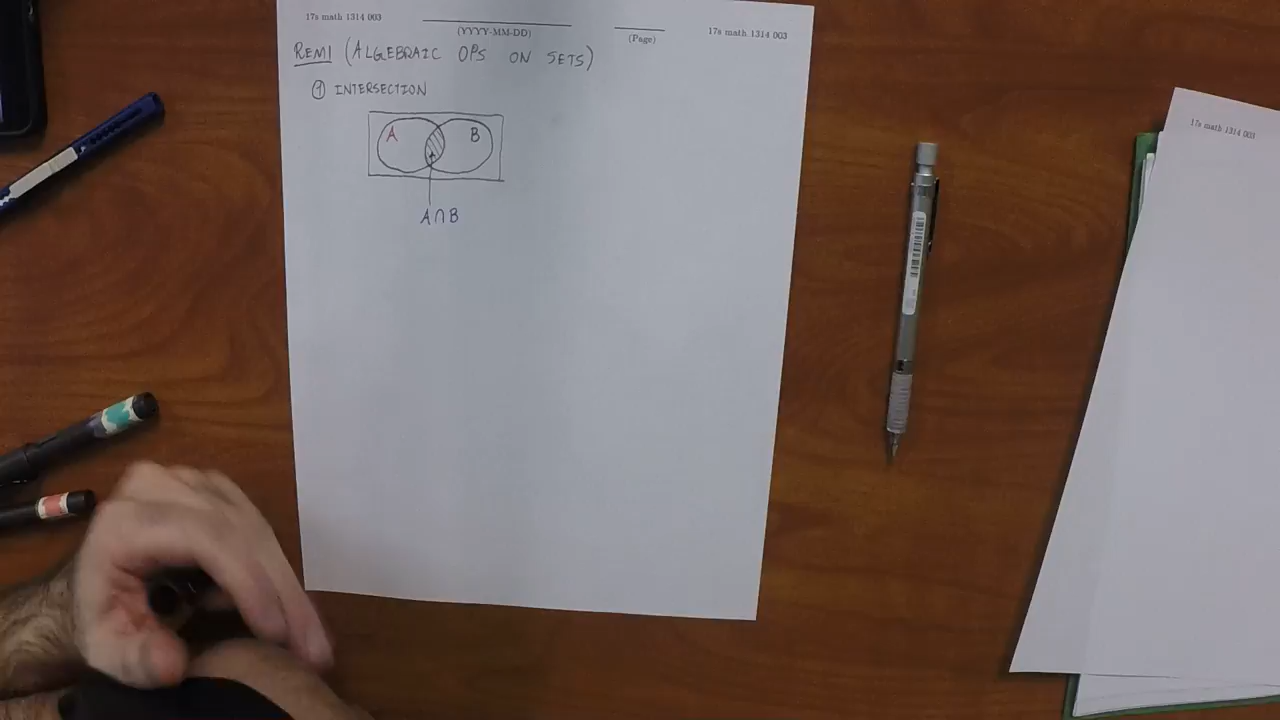 17s math 1314 003
(YYYY-MM-DD)
(Page)
17s math 1314 003
REM1 (ALGEBRAIC OPS ON SETS)
① INTERSECTION
A
B
A∩B
17s math 1314 003